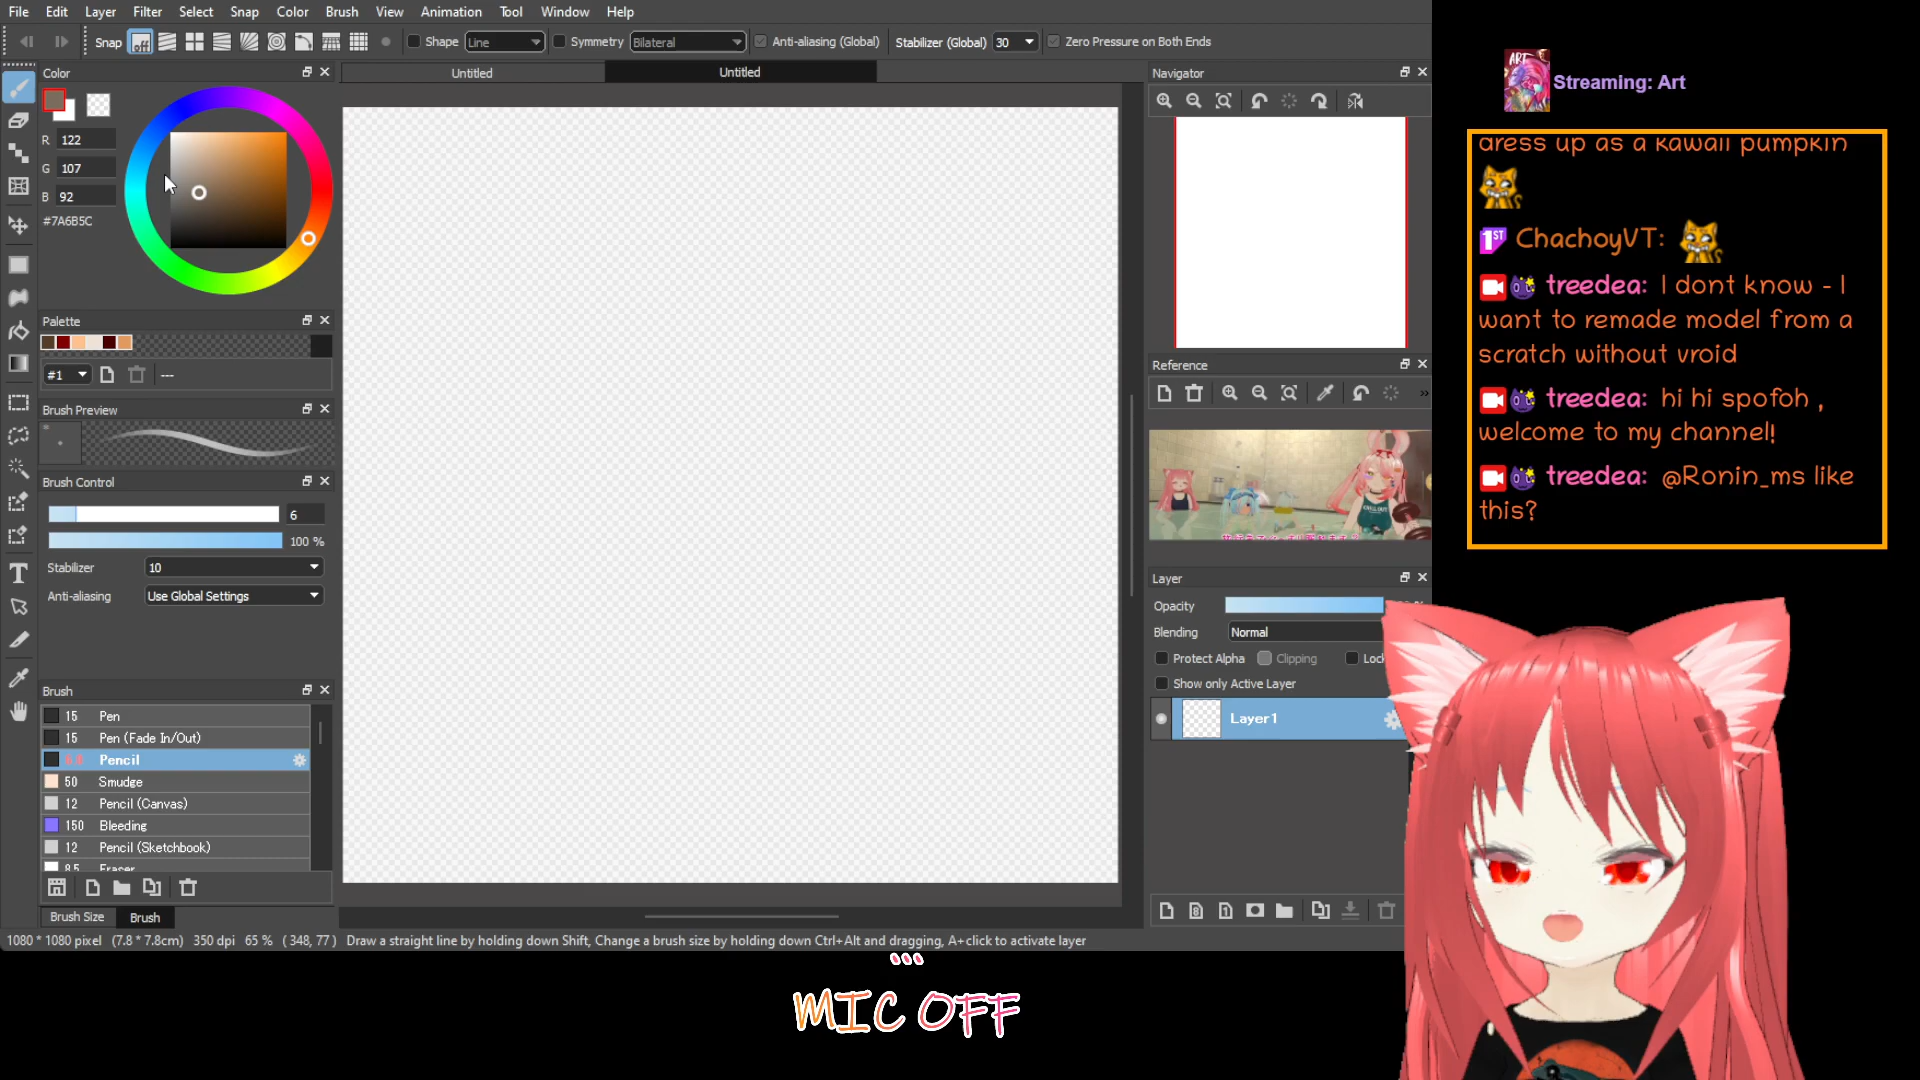 File Edit Layer Filter Select Snap Color Brush View Animation Tool Window Help
Snap off Shape Line Symmetry Bilateral Anti-aliasing (Global) Stabilizer (Global) 30 Zero Pressure on Both Ends
Color
R 122
G 107
B 92
#7A6B5C
Palette
#1 ---
Brush Preview
Brush Control
6
100 %
Stabilizer 10
Anti-aliasing Use Global Settings
Brush
15 Pen
15 Pen (Fade In/Out)
Pencil
50 Smudge
12 Pencil (Canvas)
150 Bleeding
12 Pencil (Sketchbook)
8.5 Eraser
Brush Size Brush
1080 * 1080 pixel (7.8 * 7.8cm) 350 dpi 65 % ( 348, 77 ) Draw a straight line by holding down Shift, Change a brush size by holding down Ctrl+Alt and dragging, A+click to activate layer
Untitled Untitled
Navigator
Reference
CHILLOUT
Layer
Opacity
Blending Normal
Protect Alpha Clipping Lock
Show only Active Layer
Layer1
ART
Streaming: Art
dress up as a kawaii pumpkin
1ST ChachoyVT:
treedea: I dont know - I
want to remade model from a
scratch without vroid
treedea: hi hi spofoh ,
welcome to my channel!
treedea: @Ronin_ms like
this?
MIC OFF